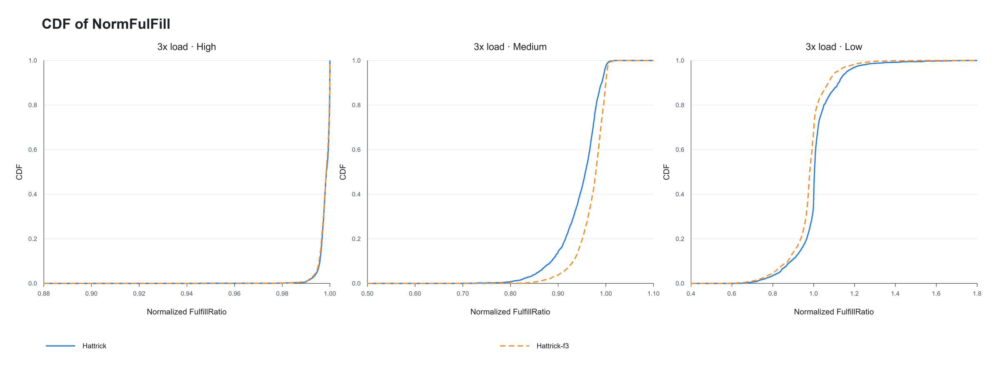 CDF of NormFulFill
3x load · High
1.0
0.8
0.6
0.4
0.2
0.0
CDF
0.88 0.90 0.92 0.94 0.96 0.98 1.00
Normalized FulfillRatio
3x load · Medium
1.0
0.8
0.6
0.4
0.2
0.0
CDF
0.50 0.60 0.70 0.80 0.90 1.00 1.10
Normalized FulfillRatio
3x load · Low
1.0
0.8
0.6
0.4
0.2
0.0
CDF
0.4 0.6 0.8 1.0 1.2 1.4 1.6 1.8
Normalized FulfillRatio
Hattrick
Hattrick-f3